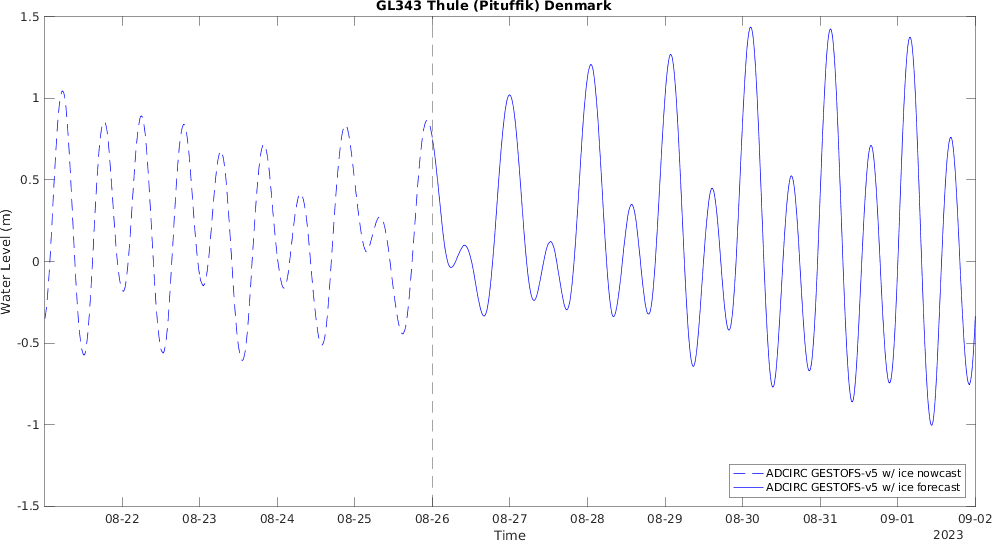 GL343 Thule (Pituffik) Denmark
1.5
1
0.5
0
-0.5
-1
-1.5
Water Level (m)
ADCIRC GESTOFS-v5 w/ ice nowcast
ADCIRC GESTOFS-v5 w/ ice forecast
08-22 08-23 08-24 08-25 08-26 08-27 08-28 08-29 08-30 08-31 09-01 09-02
Time
2023